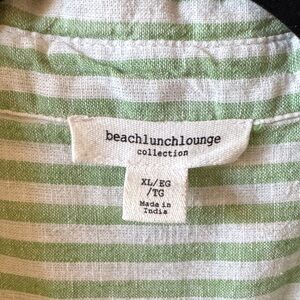 beachlunchlounge
collection
XL/EG
/TG
Made in
India